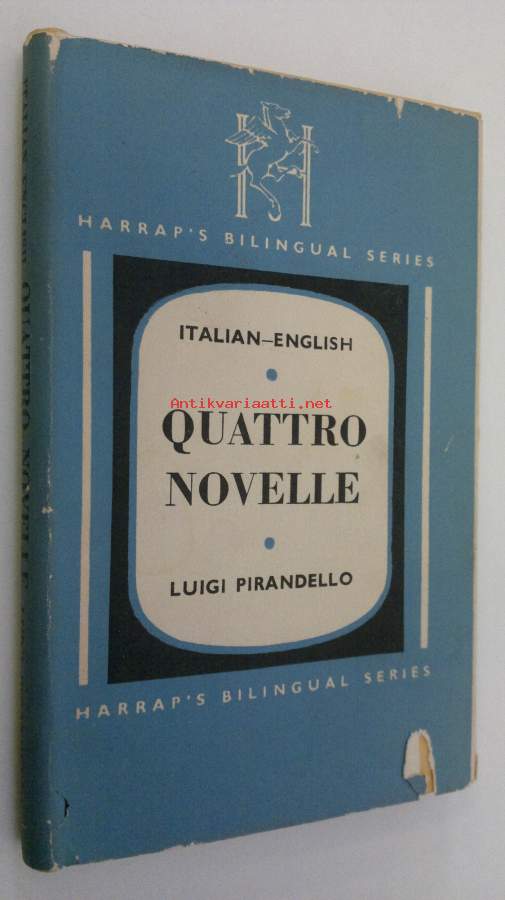 HARRAP'S BILINGUAL SERIES
ITALIAN–ENGLISH
Antikvariaatti.net
QUATTRO
NOVELLE
LUIGI PIRANDELLO
HARRAP'S BILINGUAL SERIES
QUATTRO NOVELLE